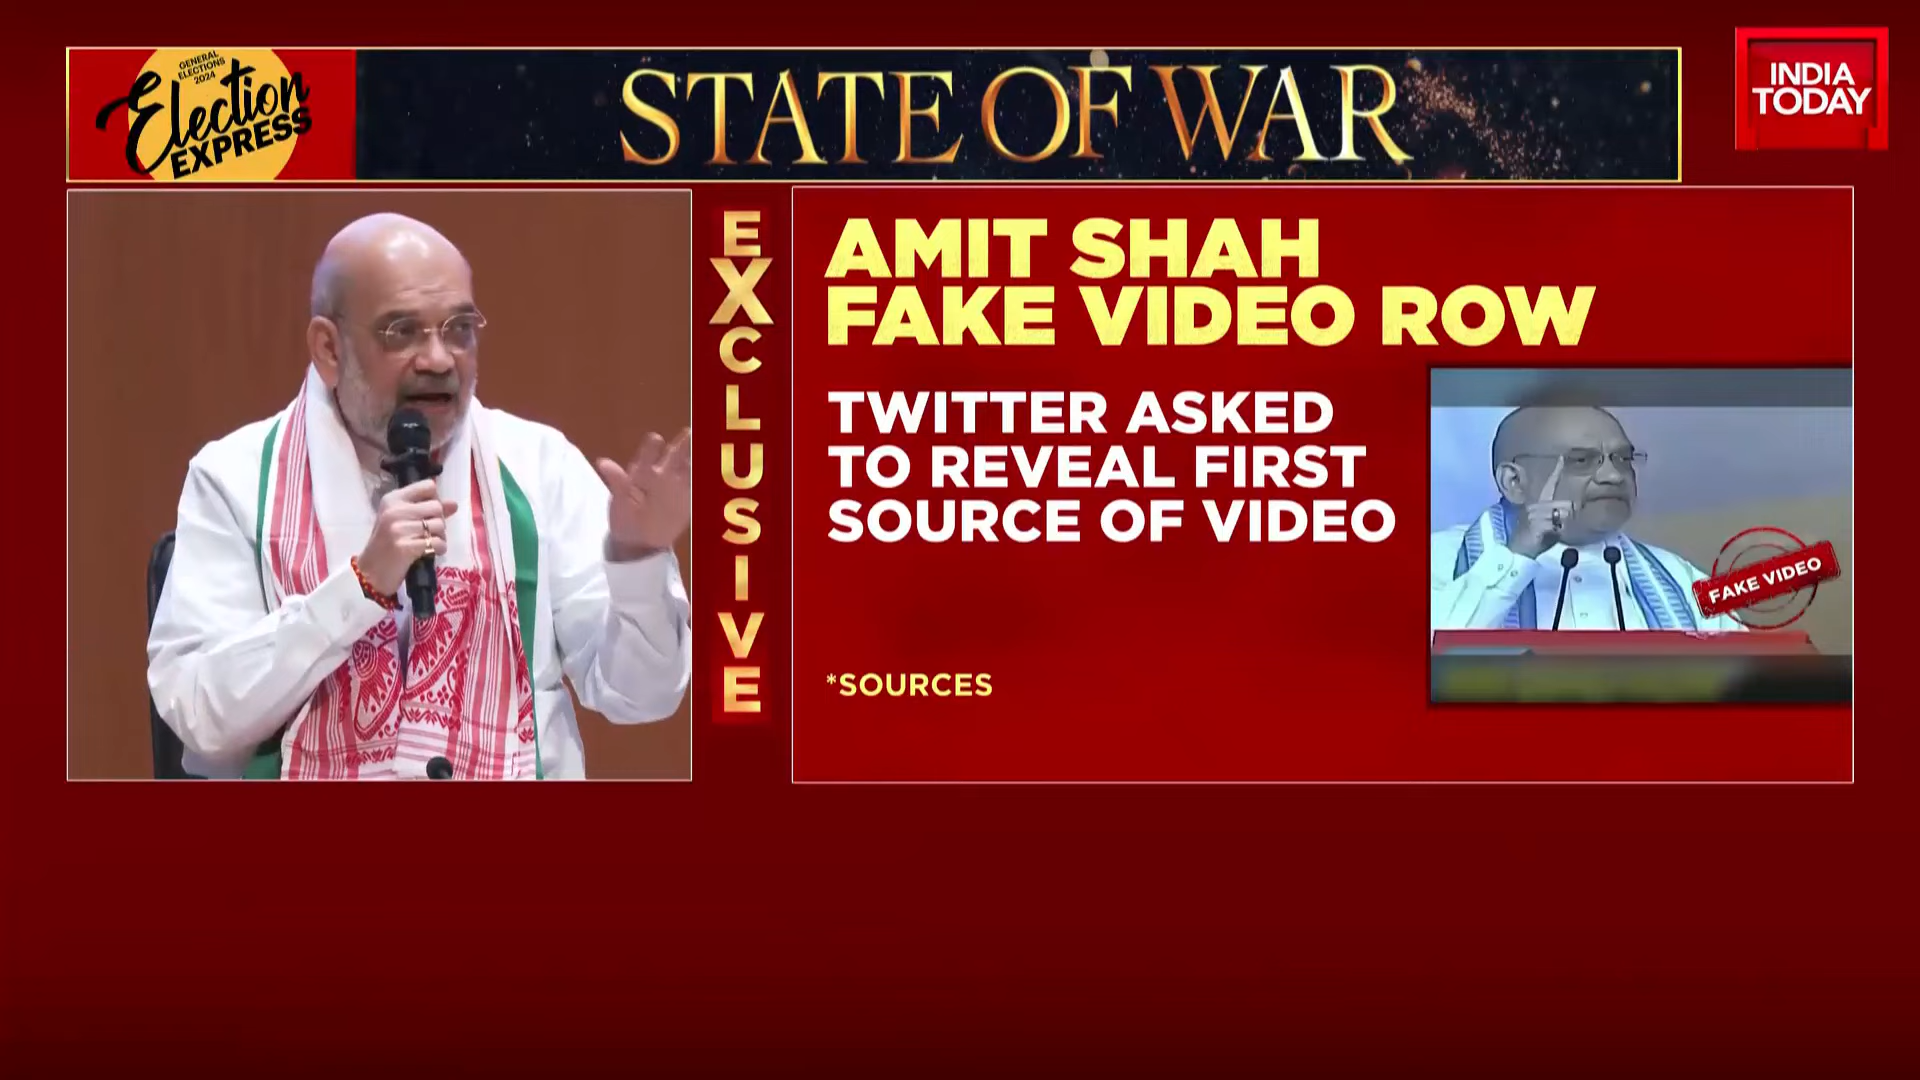 GENERAL
ELECTIONS
2024
Election
EXPRESS
STATE OF WAR
INDIA
TODAY
EXCLUSIVE
AMIT SHAH
FAKE VIDEO ROW
TWITTER ASKED
TO REVEAL FIRST
SOURCE OF VIDEO
FAKE VIDEO
*SOURCES